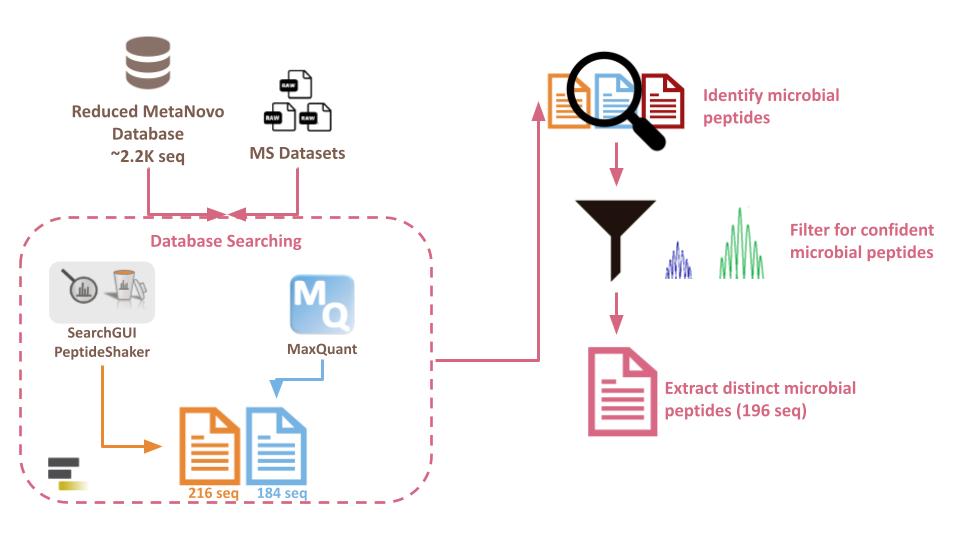 Reduced MetaNovo
Database
~2.2K seq
RAW
RAW
RAW
MS Datasets
Database Searching
SearchGUI
PeptideShaker
M
Q
MaxQuant
216 seq
184 seq
Identify microbial
peptides
Filter for confident
microbial peptides
Extract distinct microbial
peptides (196 seq)